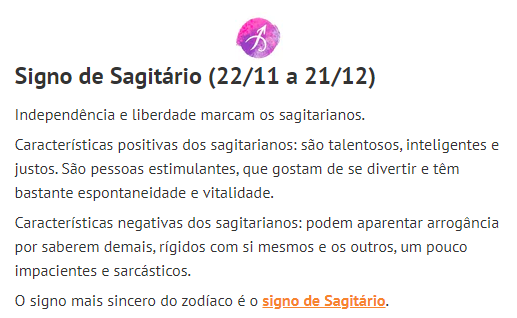 Signo de Sagitário (22/11 a 21/12)
Independência e liberdade marcam os sagitarianos.
Características positivas dos sagitarianos: são talentosos, inteligentes e
justos. São pessoas estimulantes, que gostam de se divertir e têm
bastante espontaneidade e vitalidade.
Características negativas dos sagitarianos: podem aparentar arrogância
por saberem demais, rígidos com si mesmos e os outros, um pouco
impacientes e sarcásticos.
O signo mais sincero do zodíaco é o signo de Sagitário.